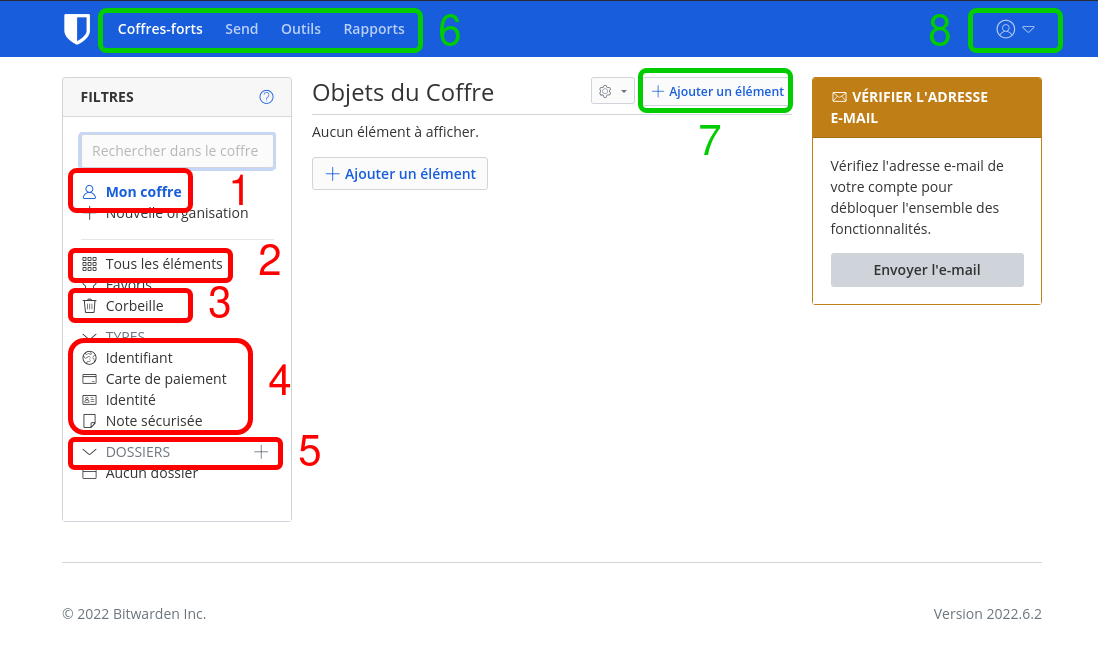 Coffres-forts Send Outils Rapports 6 8
FILTRES
Rechercher dans le coffre
Mon coffre 1
Nouvelle organisation
Tous les éléments 2
Favoris
Corbeille 3
TYPES
Identifiant
Carte de paiement 4
Identité
Note sécurisée
DOSSIERS 5
Aucun dossier
Objets du Coffre
Ajouter un élément
7
Aucun élément à afficher.
Ajouter un élément
VÉRIFIER L'ADRESSE
E-MAIL
Vérifiez l'adresse e-mail de
votre compte pour
débloquer l'ensemble des
fonctionnalités.
Envoyer l'e-mail
© 2022 Bitwarden Inc.
Version 2022.6.2